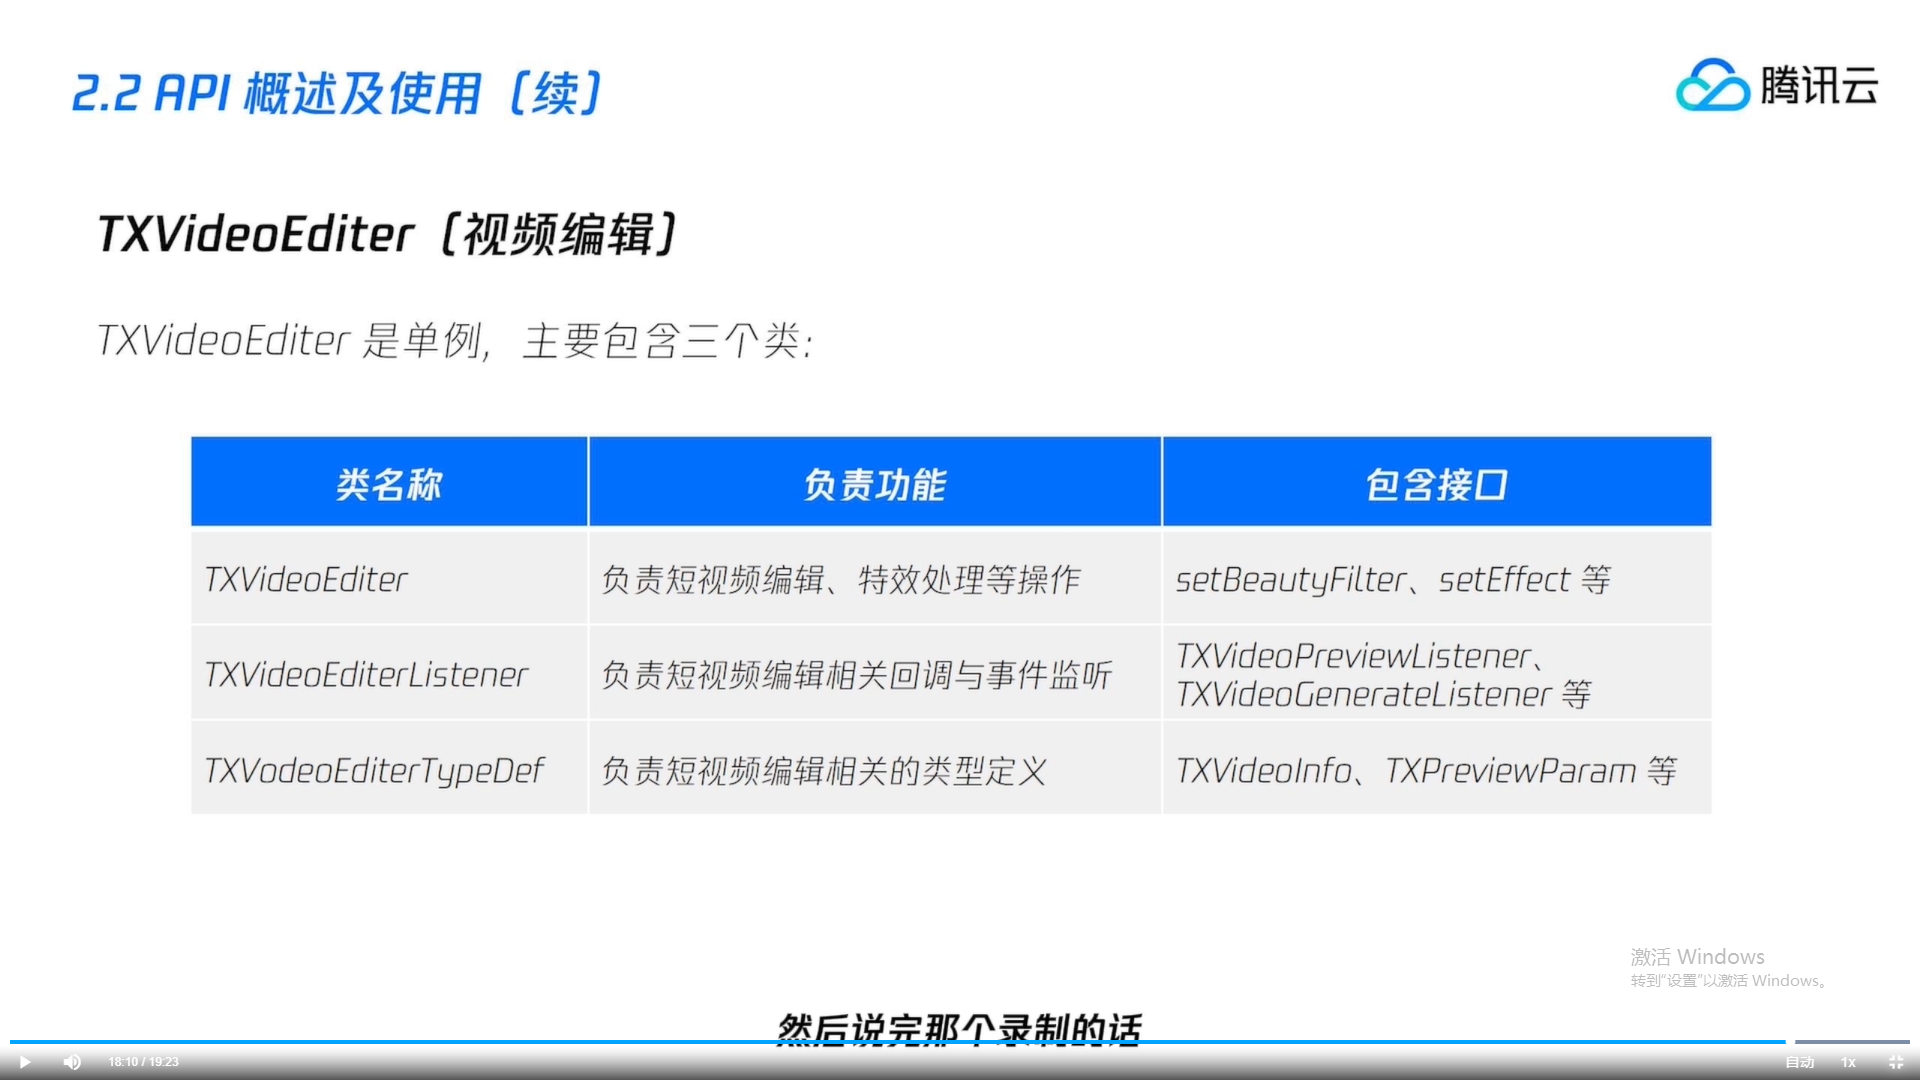 2.2 API 概述及使用（续）
腾讯云
TXVideoEditer（视频编辑）
TXVideoEditer 是单例，主要包含三个类：
类名称
负责功能
包含接口
TXVideoEditer
负责短视频编辑、特效处理等操作
setBeautyFilter、setEffect 等
TXVideoEditerListener
负责短视频编辑相关回调与事件监听
TXVideoPreviewListener、
TXVideoGenerateListener 等
TXVodeoEditerTypeDef
负责短视频编辑相关的类型定义
TXVideoInfo、TXPreviewParam 等
激活 Windows
转到“设置”以激活 Windows。
然后说完那个录制的话
18:10 / 19:23
自动
1x